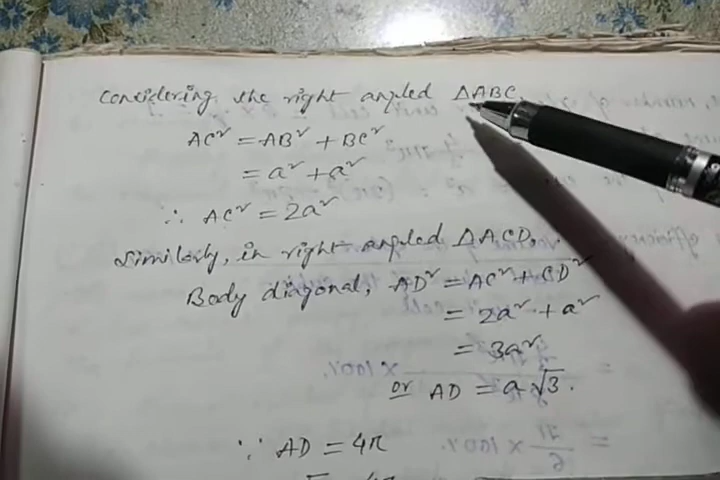 Considering the right angled ΔABC,
AC² = AB² + BC²
= a² + a²
∴ AC² = 2a²
Similarly, in right angled ΔACD,
Body diagonal, AD² = AC² + CD²
= 2a² + a²
= 3a²
or AD = a√3.
∵ AD = 4r